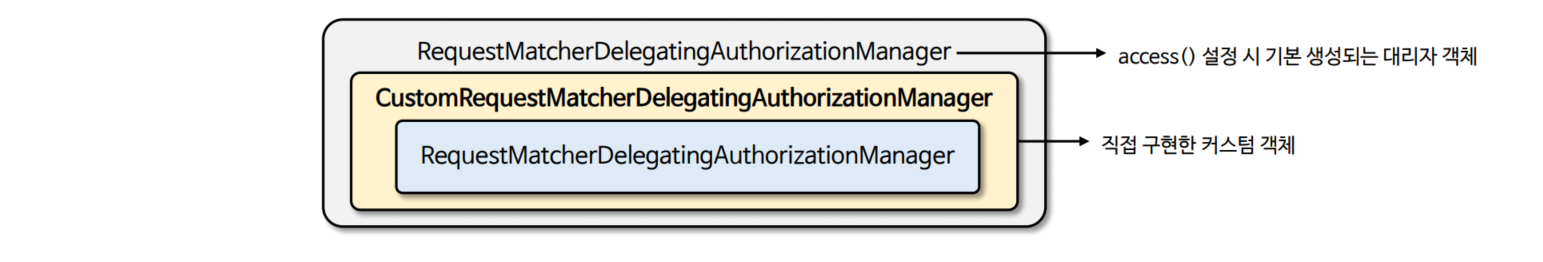 RequestMatcherDelegatingAuthorizationManager
access() 설정 시 기본 생성되는 대리자 객체
CustomRequestMatcherDelegatingAuthorizationManager
RequestMatcherDelegatingAuthorizationManager
직접 구현한 커스텀 객체